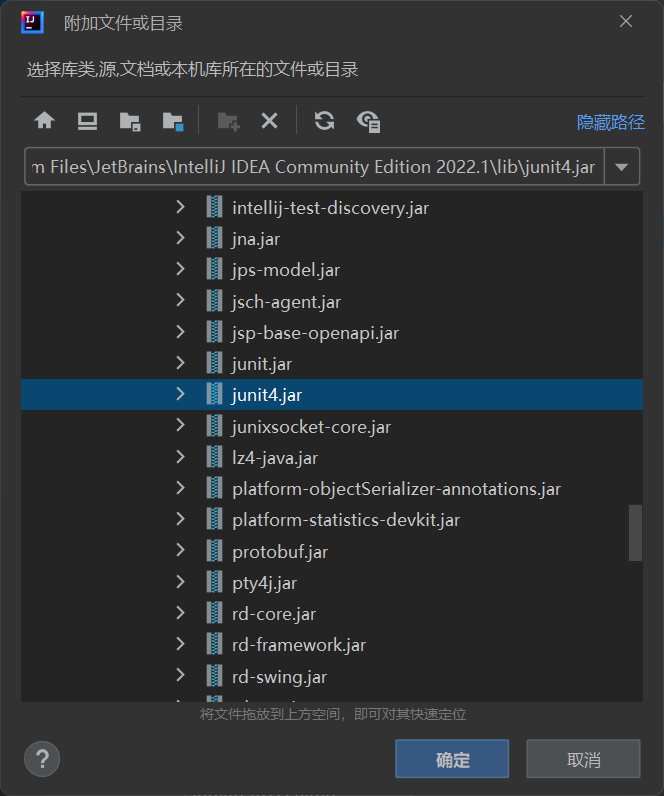 附加文件或目录
选择库类,源,文档或本机库所在的文件或目录
隐藏路径
m Files\JetBrains\IntelliJ IDEA Community Edition 2022.1\lib\junit4.jar
intellij-test-discovery.jar
jna.jar
jps-model.jar
jsch-agent.jar
jsp-base-openapi.jar
junit.jar
junit4.jar
junixsocket-core.jar
lz4-java.jar
platform-objectSerializer-annotations.jar
platform-statistics-devkit.jar
protobuf.jar
pty4j.jar
rd-core.jar
rd-framework.jar
rd-swing.jar
将文件拖放到上方空间，即可对其快速定位
?
确定
取消